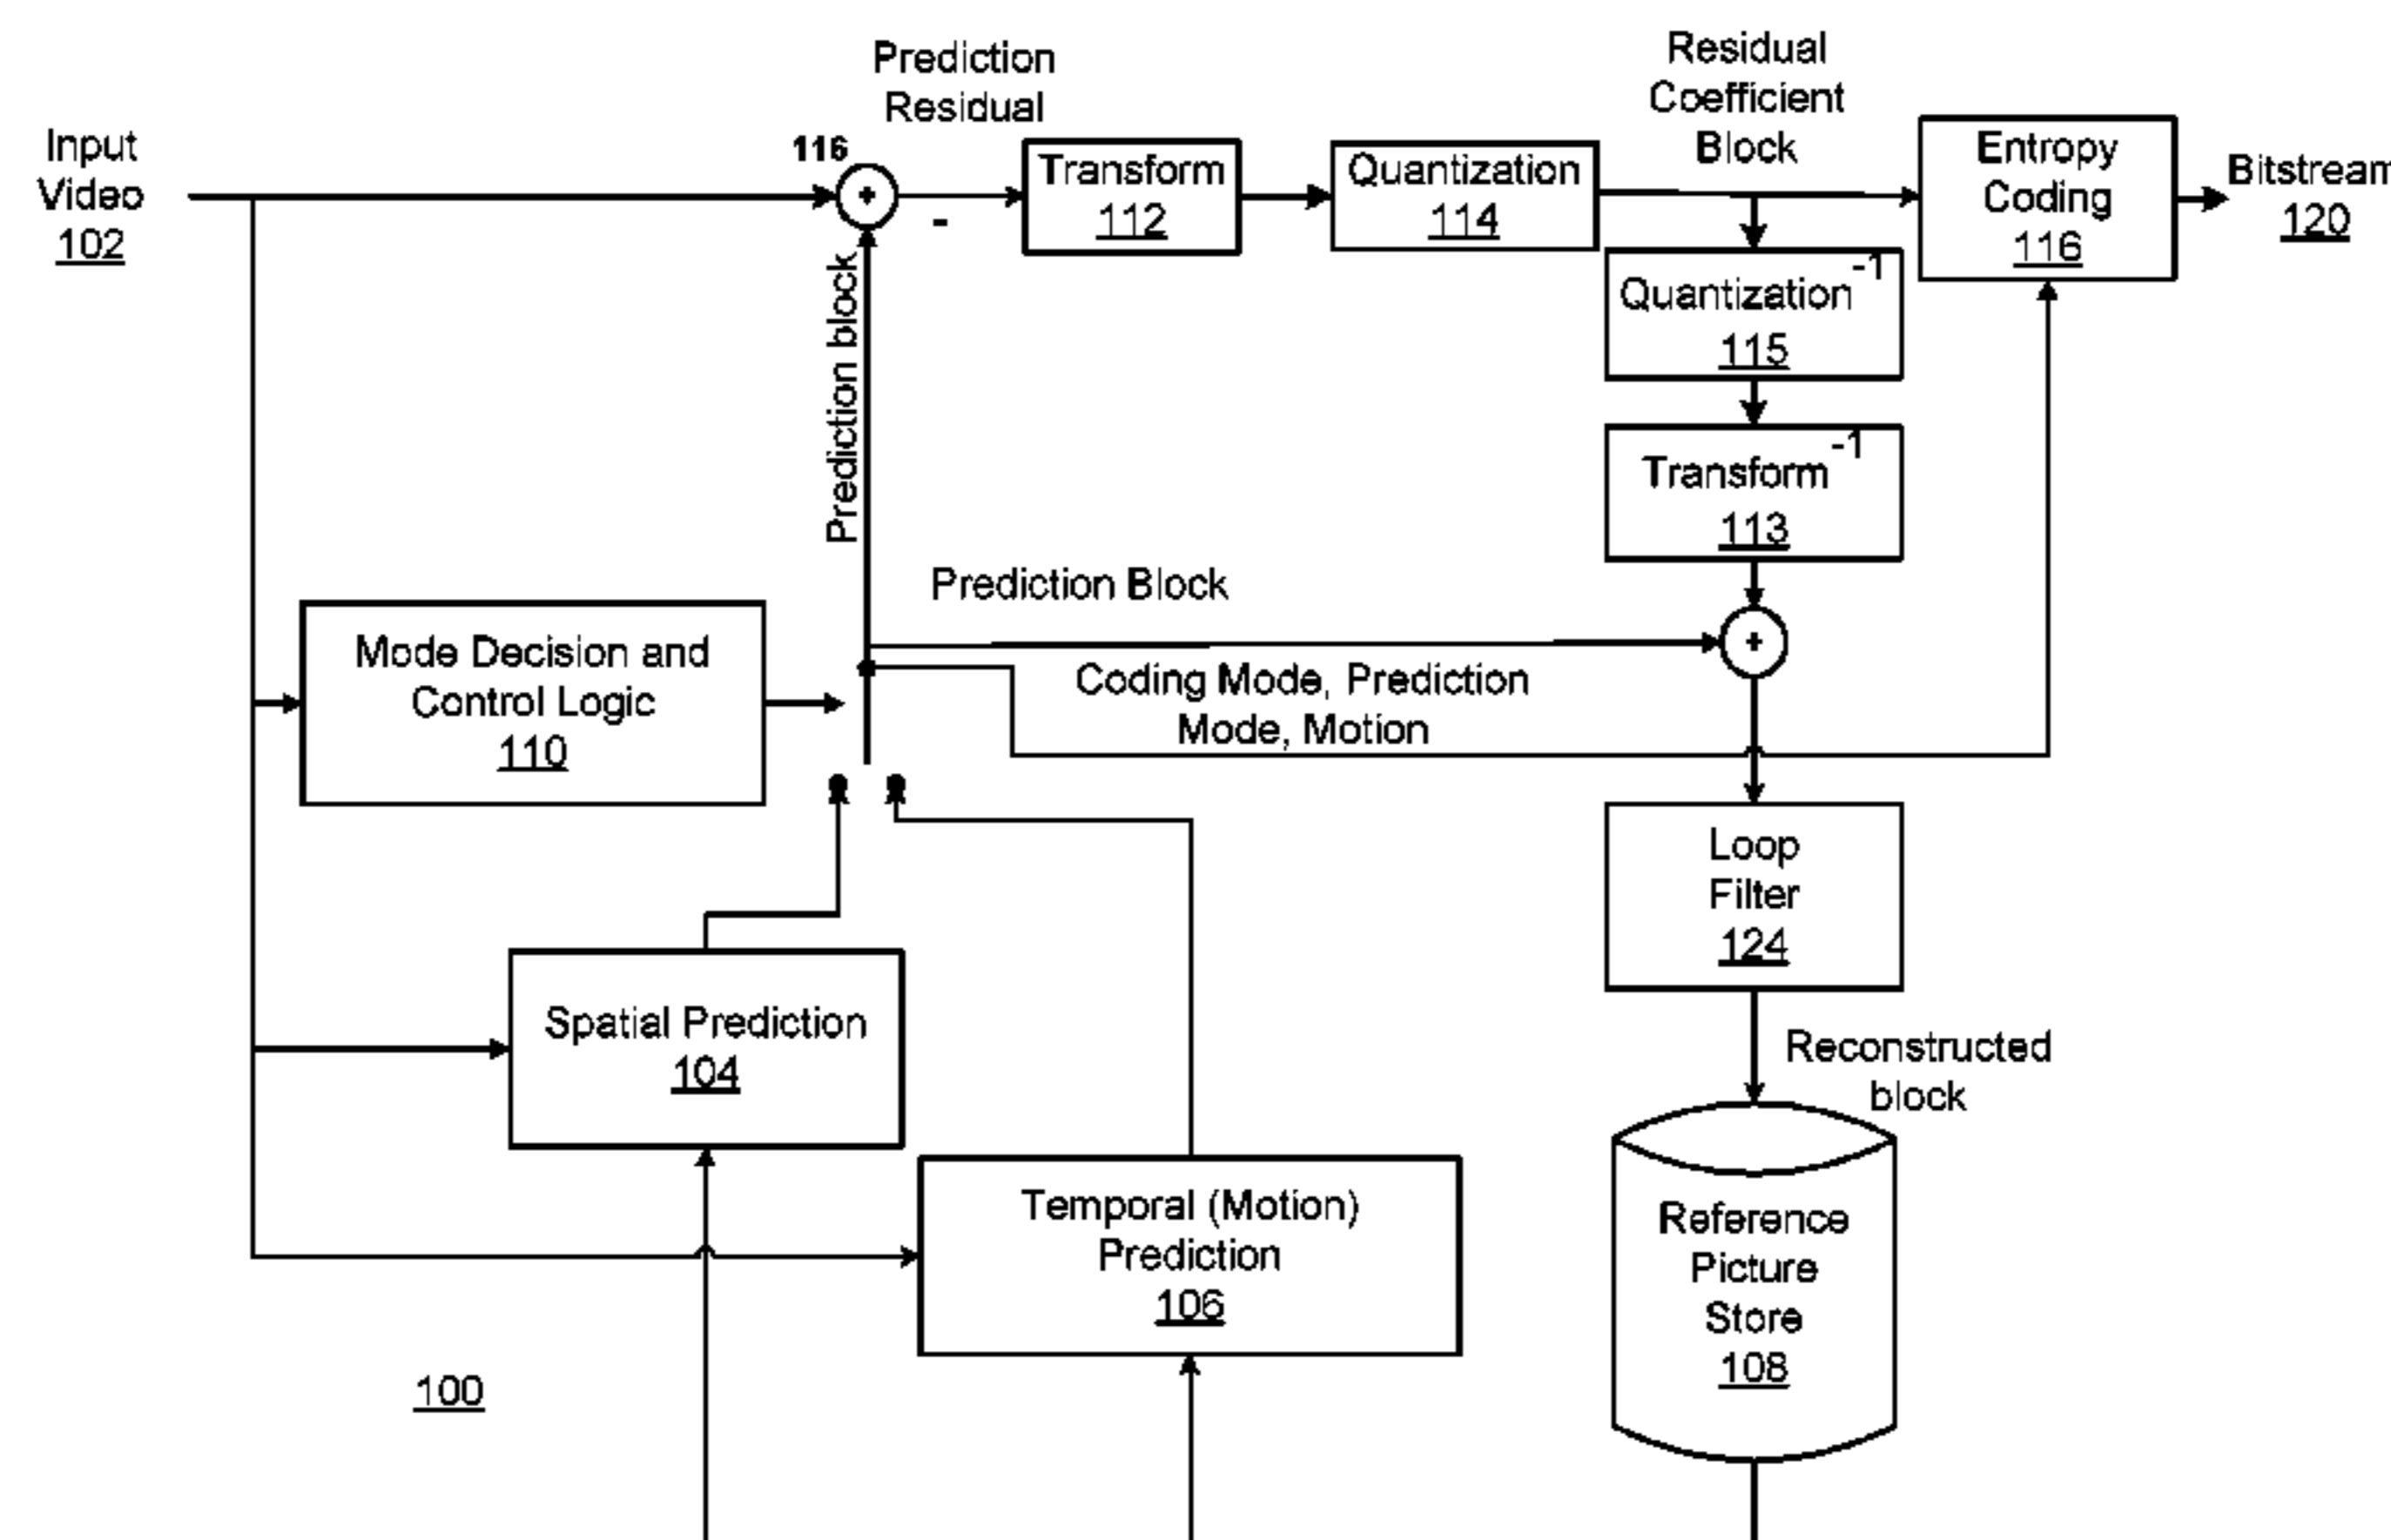 Prediction
Residual
Residual
Coefficient
Block
Input
Video
102
116
+
-
Transform
112
Quantization
114
Entropy
Coding
116
Bitstream
120
Quantization-1
115
Prediction block
Transform-1
113
Prediction Block
+
Mode Decision and
Control Logic
110
Coding Mode, Prediction
Mode, Motion
Loop
Filter
124
Spatial Prediction
104
Reconstructed
block
Temporal (Motion)
Prediction
106
Reference
Picture
Store
108
100